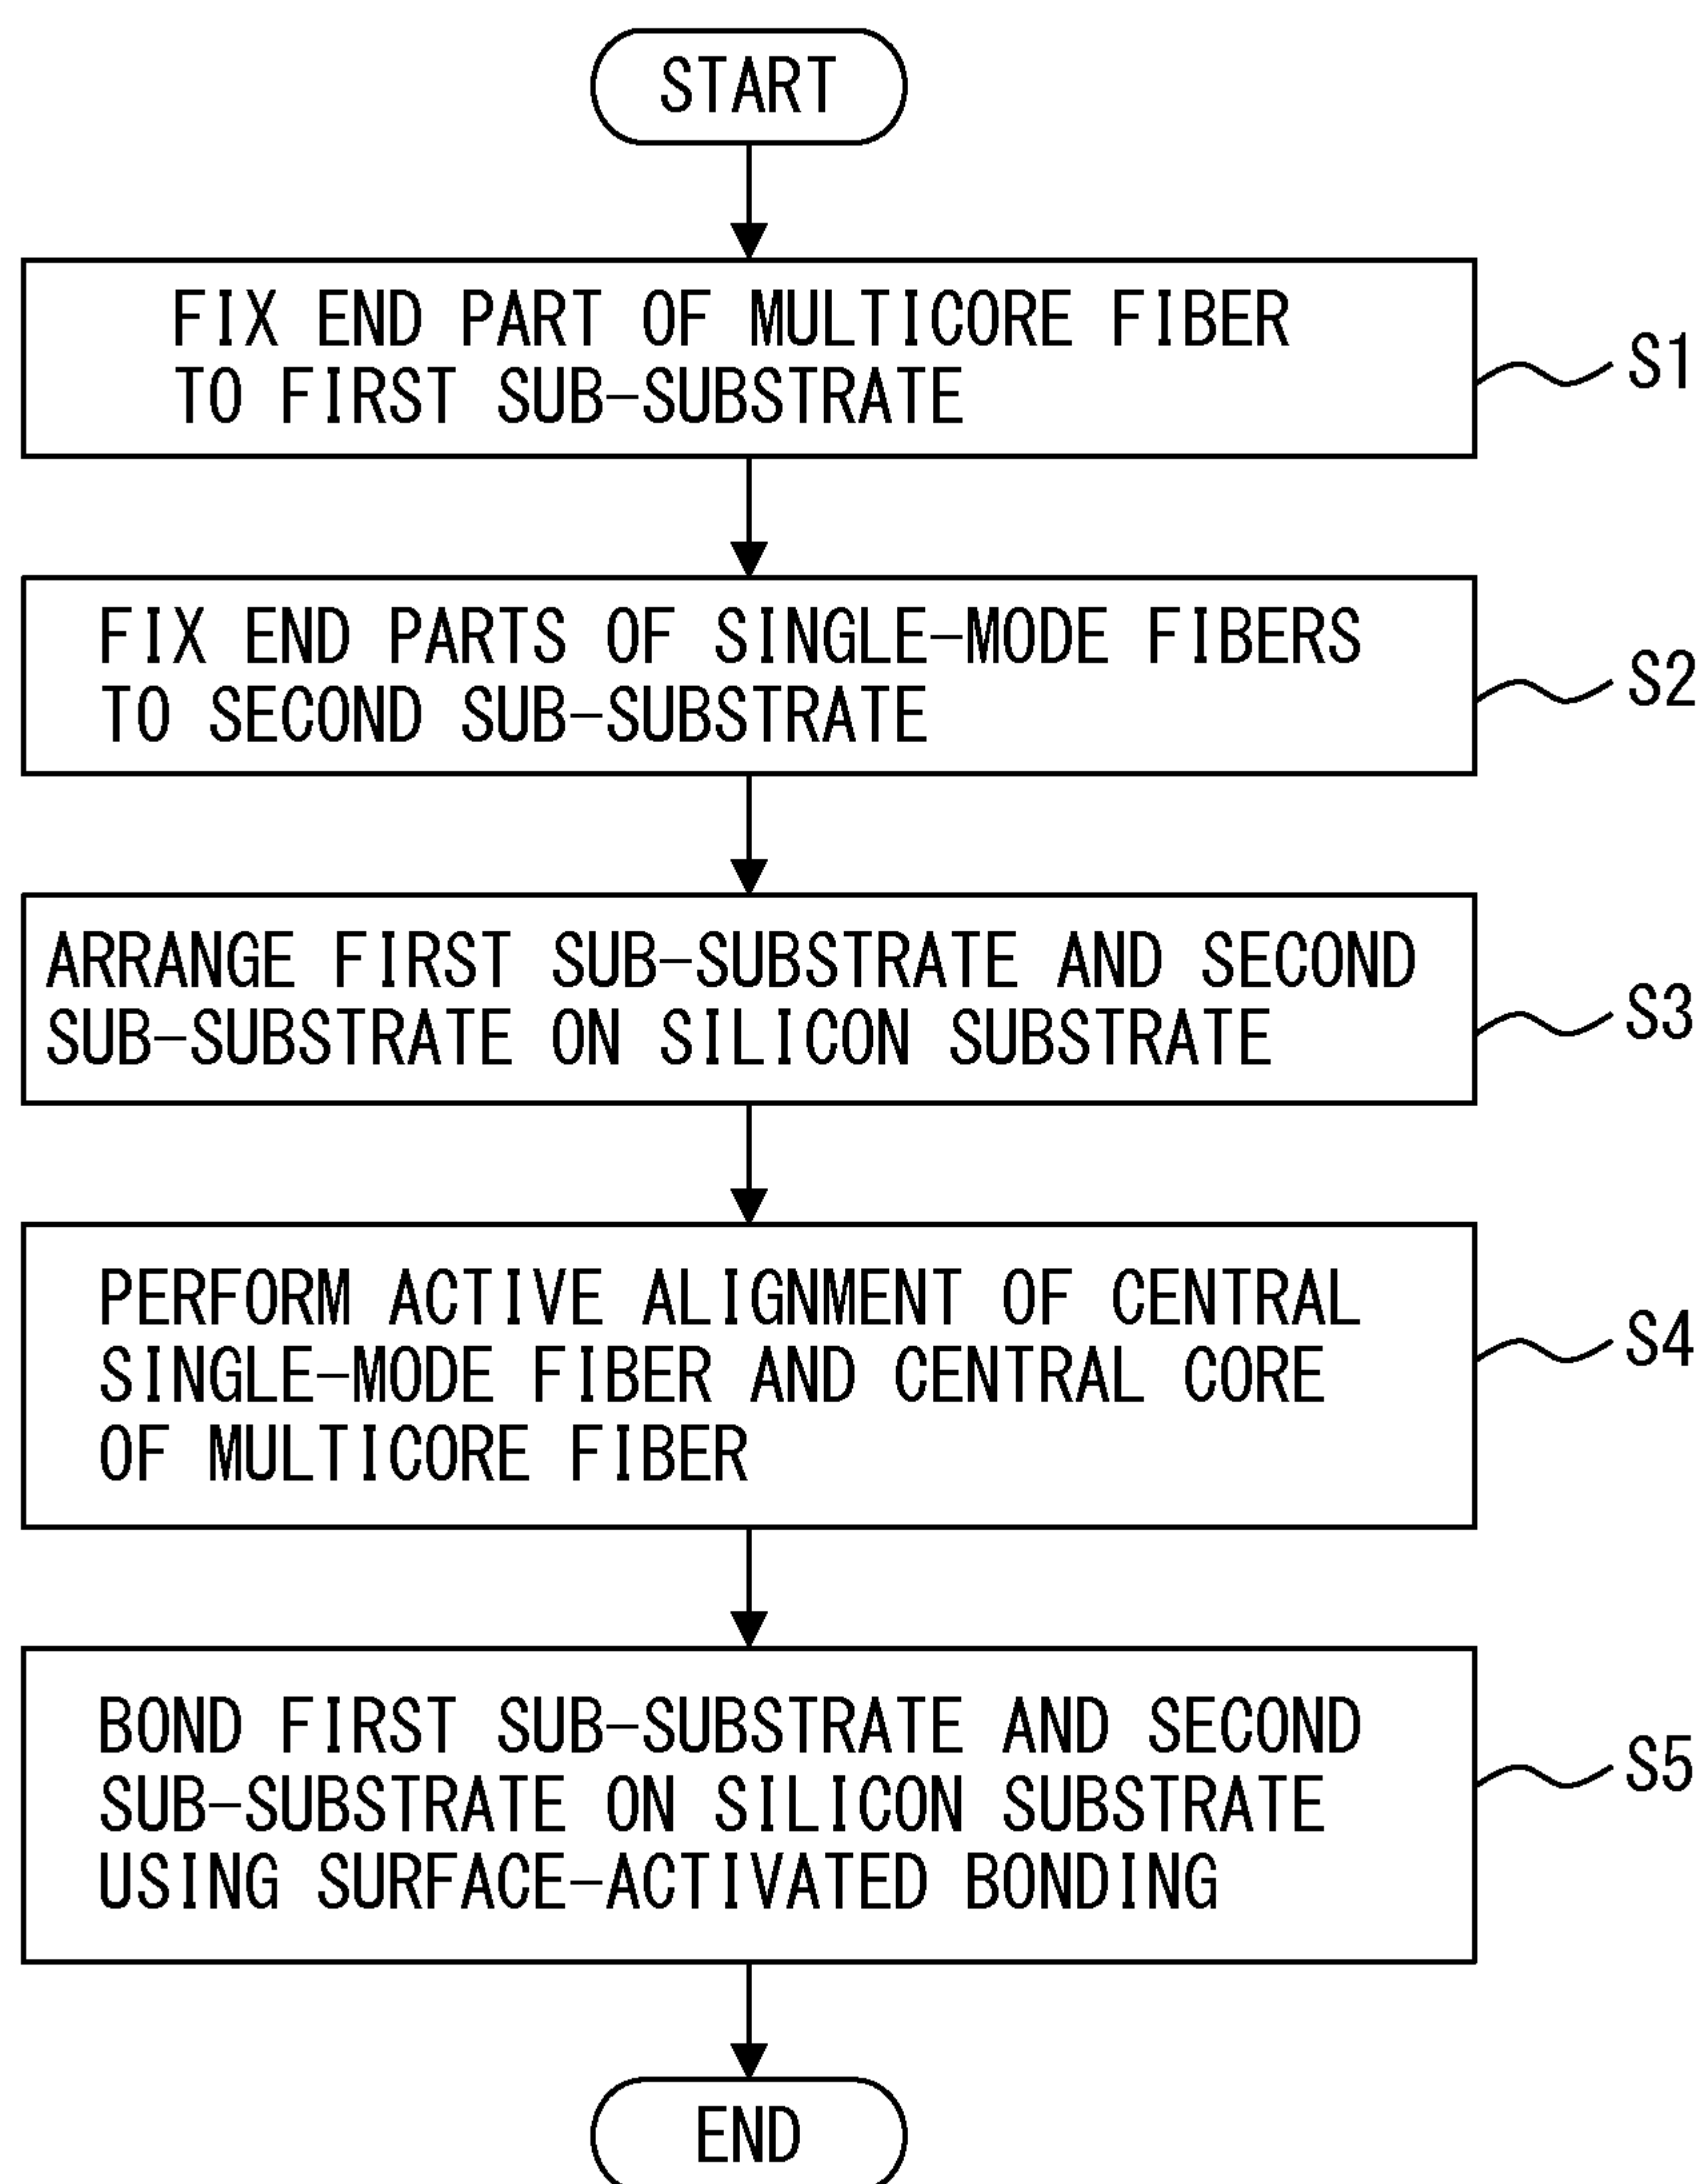 START
FIX END PART OF MULTICORE FIBER
TO FIRST SUB-SUBSTRATE
S1
FIX END PARTS OF SINGLE-MODE FIBERS
TO SECOND SUB-SUBSTRATE
S2
ARRANGE FIRST SUB-SUBSTRATE AND SECOND
SUB-SUBSTRATE ON SILICON SUBSTRATE
S3
PERFORM ACTIVE ALIGNMENT OF CENTRAL
SINGLE-MODE FIBER AND CENTRAL CORE
OF MULTICORE FIBER
S4
BOND FIRST SUB-SUBSTRATE AND SECOND
SUB-SUBSTRATE ON SILICON SUBSTRATE
USING SURFACE-ACTIVATED BONDING
S5
END